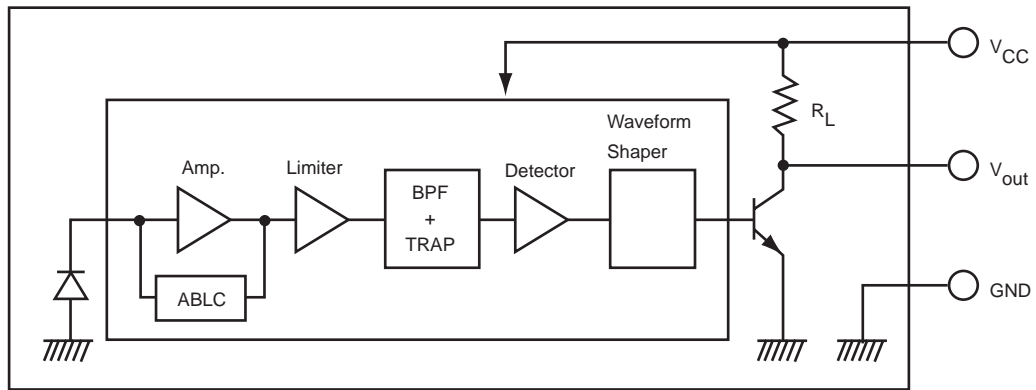 V_CC
R_L
Waveform
Shaper
Amp.
Limiter
Detector
V_out
BPF
+
TRAP
ABLC
GND